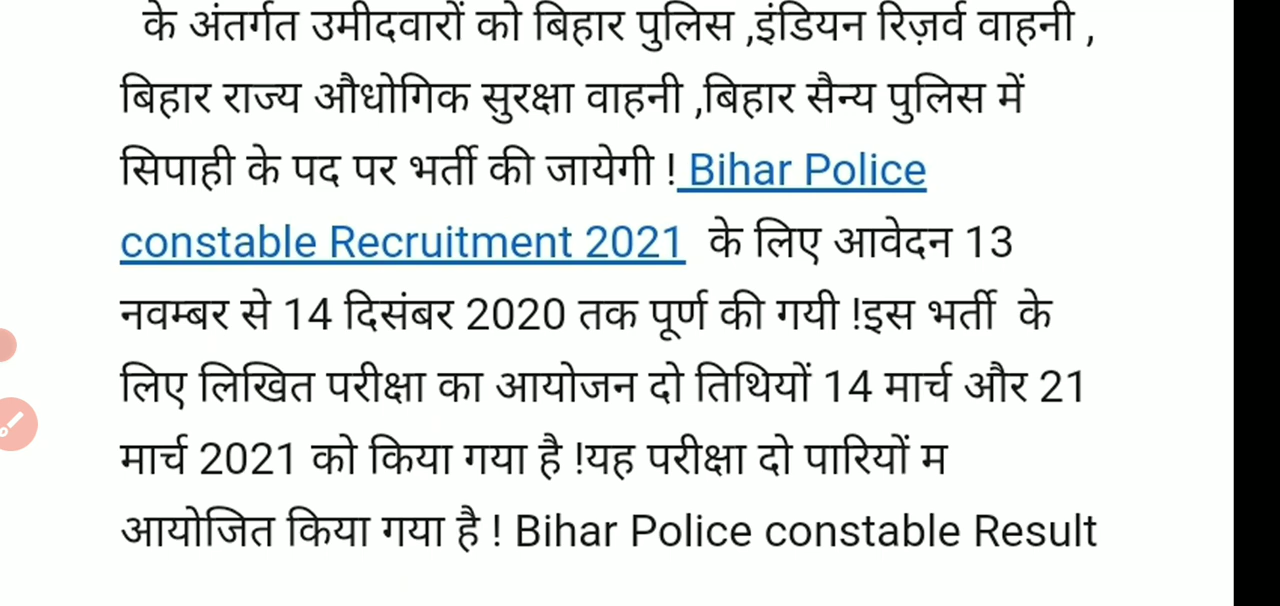 के अंतर्गत उमीदवारों को बिहार पुलिस ,इंडियन रिज़र्व वाहनी ,
बिहार राज्य औधोगिक सुरक्षा वाहनी ,बिहार सैन्य पुलिस में
सिपाही के पद पर भर्ती की जायेगी ! Bihar Police
constable Recruitment 2021 के लिए आवेदन 13
नवम्बर से 14 दिसंबर 2020 तक पूर्ण की गयी !इस भर्ती के
लिए लिखित परीक्षा का आयोजन दो तिथियों 14 मार्च और 21
मार्च 2021 को किया गया है !यह परीक्षा दो पारियों म
आयोजित किया गया है ! Bihar Police constable Result